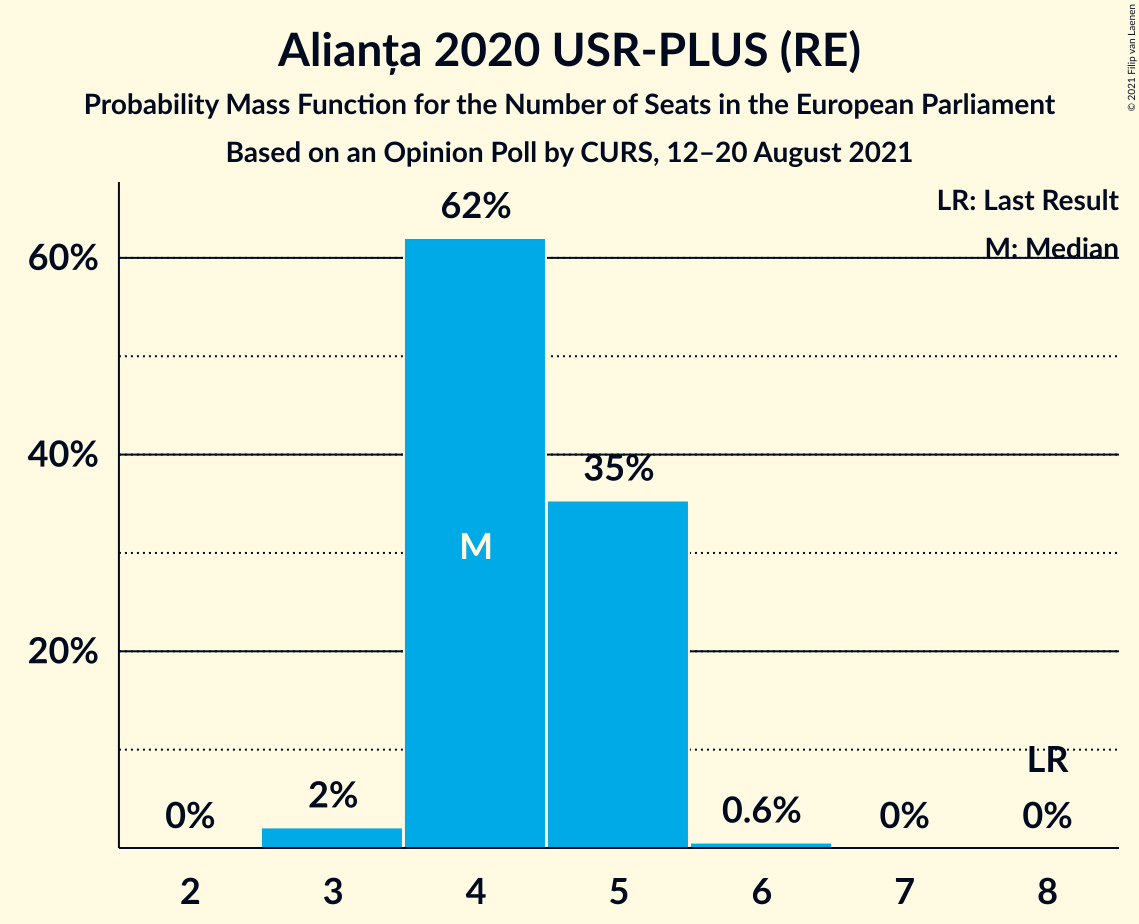 Alianța 2020 USR-PLUS (RE)
Probability Mass Function for the Number of Seats in the European Parliament
Based on an Opinion Poll by CURS, 12–20 August 2021
© 2021 Filip van Laenen
LR: Last Result
M: Median
60%
40%
20%
0%
2%
62%
M
35%
0.6%
0%
LR
0%
2 3 4 5 6 7 8